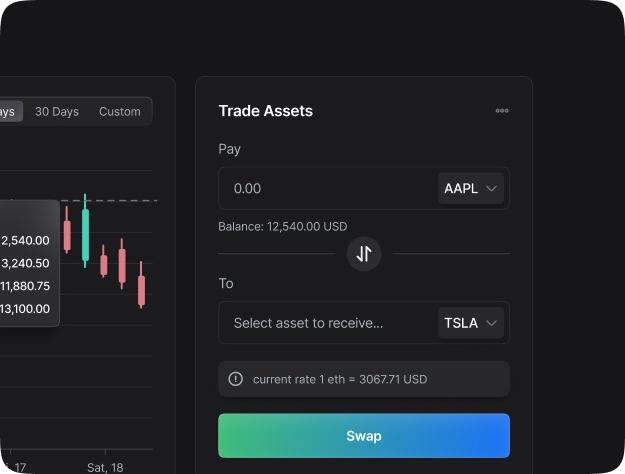 ays 30 Days Custom
2,540.00
3,240.50
11,880.75
13,100.00
17 Sat, 18
Trade Assets
Pay
0.00 AAPL
Balance: 12,540.00 USD
To
Select asset to receive... TSLA
current rate 1 eth = 3067.71 USD
Swap